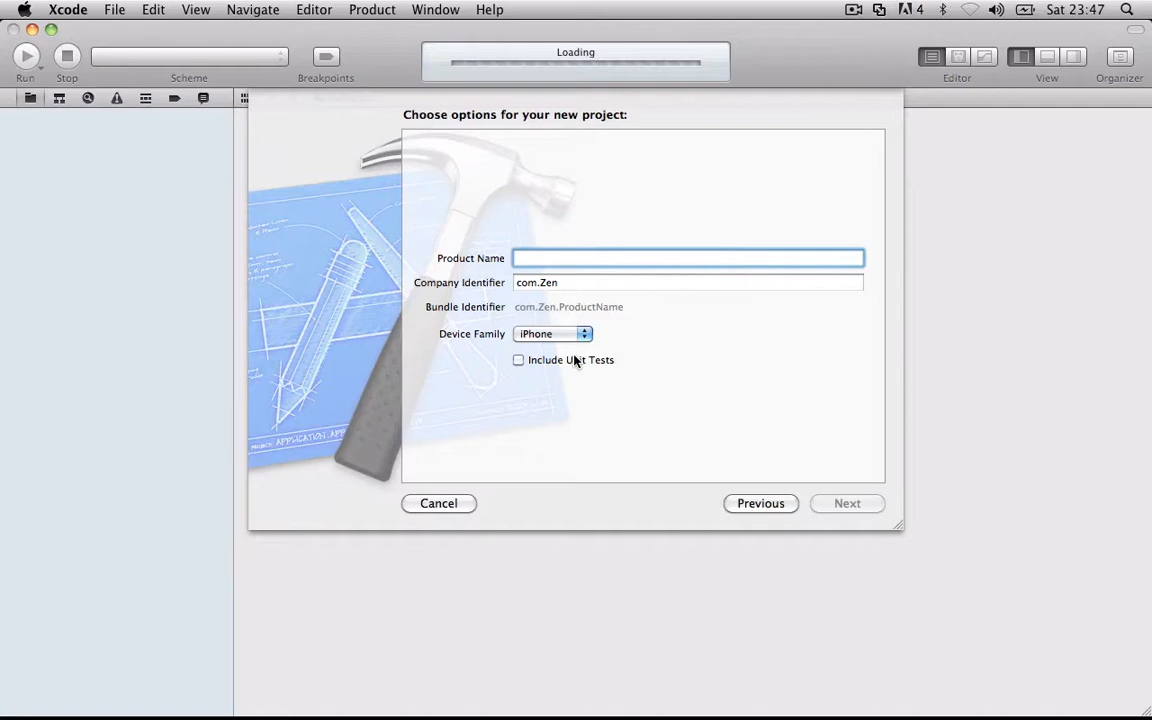 Xcode File Edit View Navigate Editor Product Window Help 4 Sat 23:47
Loading
Run Stop Scheme Breakpoints Editor View Organizer
Choose options for your new project:
Product Name
Company Identifier com.Zen
Bundle Identifier com.Zen.ProductName
Device Family iPhone
Include Unit Tests
APPLICATION.APP
Cancel Previous Next